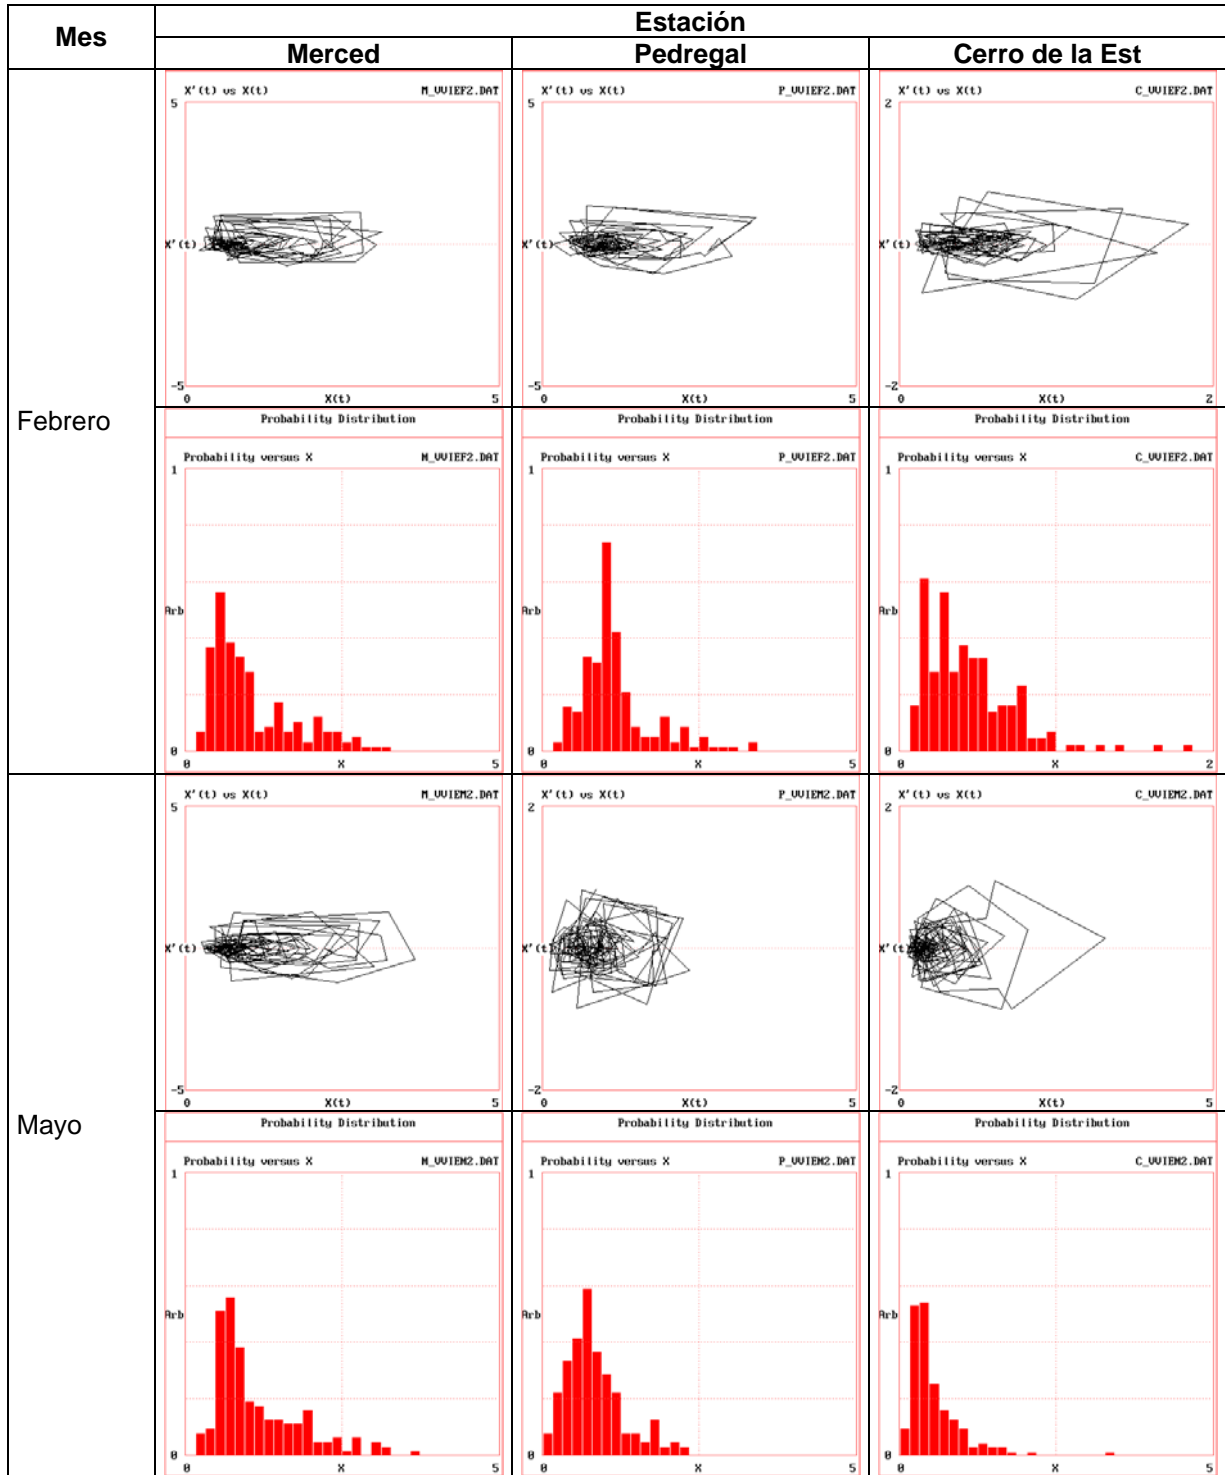 Mes
Estación
Merced Pedregal Cerro de la Est
Febrero
X'(t) vs X(t) M_VVIEF2.DAT
5
X'(t)
-5
0 X(t) 5
X'(t) vs X(t) P_VVIEF2.DAT
5
X'(t)
-5
0 X(t) 5
X'(t) vs X(t) C_VVIEF2.DAT
2
X'(t)
-2
0 X(t) 2
Probability Distribution
Probability versus X M_VVIEF2.DAT
1
Arb
0
0 X 5
Probability Distribution
Probability versus X P_VVIEF2.DAT
1
Arb
0
0 X 5
Probability Distribution
Probability versus X C_VVIEF2.DAT
1
Arb
0
0 X 2
Mayo
X'(t) vs X(t) M_VVIEM2.DAT
5
X'(t)
-5
0 X(t) 5
X'(t) vs X(t) P_VVIEM2.DAT
2
X'(t)
-2
0 X(t) 5
X'(t) vs X(t) C_VVIEM2.DAT
2
X'(t)
-2
0 X(t) 5
Probability Distribution
Probability versus X M_VVIEM2.DAT
1
Arb
0
0 X 5
Probability Distribution
Probability versus X P_VVIEM2.DAT
1
Arb
0
0 X 5
Probability Distribution
Probability versus X C_VVIEM2.DAT
1
Arb
0
0 X 5